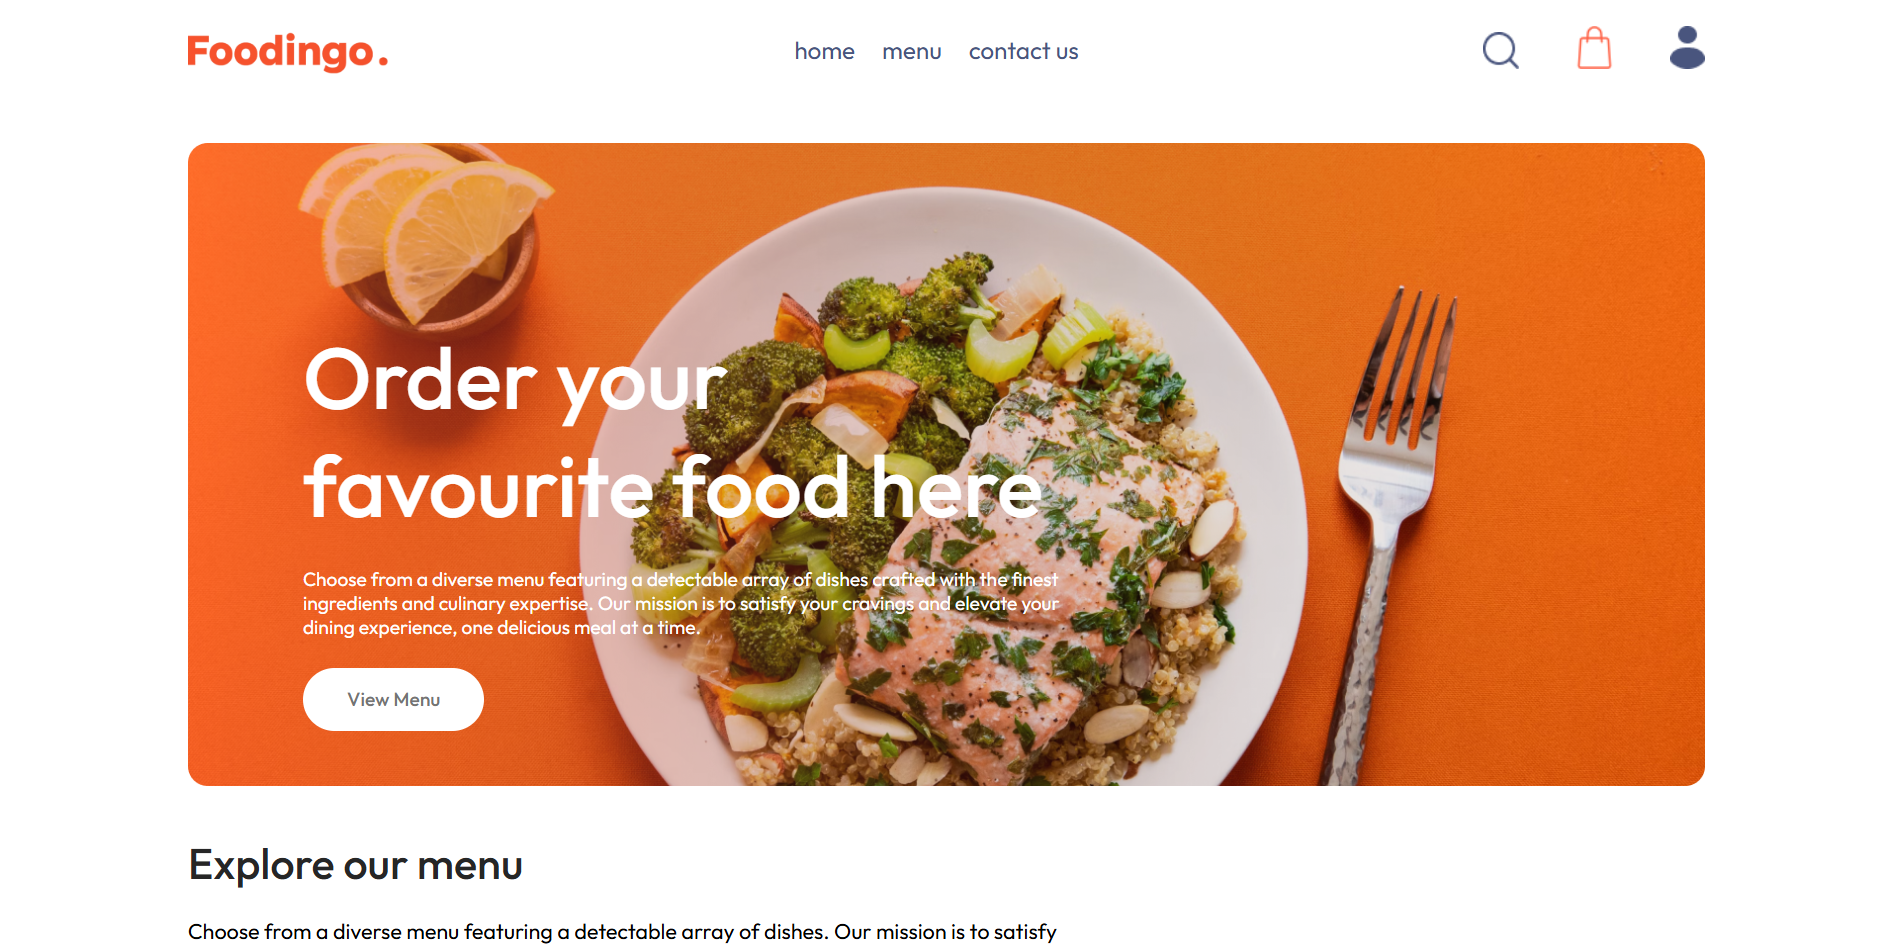 Foodingo.
home menu contact us
Order your
favourite food here
Choose from a diverse menu featuring a detectable array of dishes crafted with the finest
ingredients and culinary expertise. Our mission is to satisfy your cravings and elevate your
dining experience, one delicious meal at a time.
View Menu
Explore our menu
Choose from a diverse menu featuring a detectable array of dishes. Our mission is to satisfy